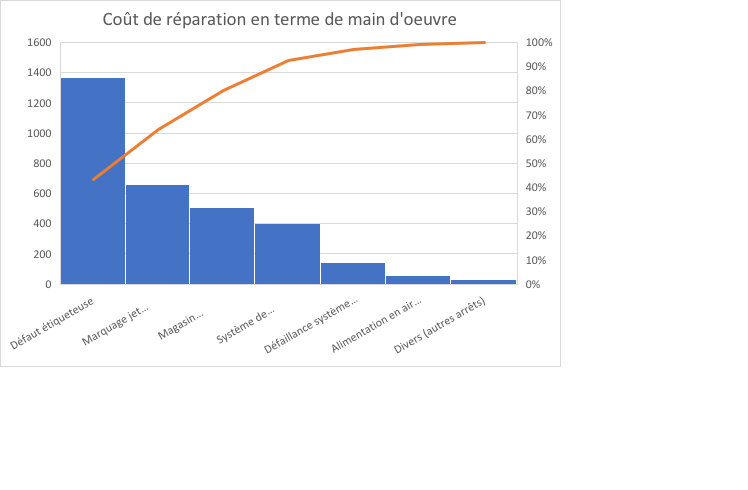 Coût de réparation en terme de main d'oeuvre
1600
1400
1200
1000
800
600
400
200
0
100%
90%
80%
70%
60%
50%
40%
30%
20%
10%
0%
Défaut étiqueteuse
Marquage jet...
Magasin...
Système de...
Défaillance système...
Alimentation en air...
Divers (autres arrêts)